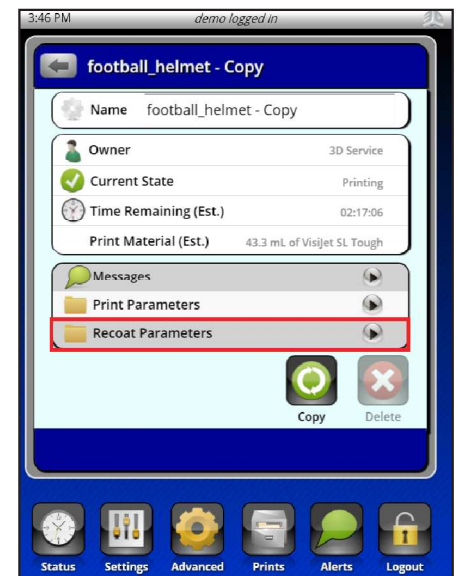 3:46 PM demo logged in
football_helmet - Copy
Name football_helmet - Copy
Owner 3D Service
Current State Printing
Time Remaining (Est.) 02:17:06
Print Material (Est.) 43.3 mL of VisiJet SL Tough
Messages
Print Parameters
Recoat Parameters
Copy Delete
Status Settings Advanced Prints Alerts Logout